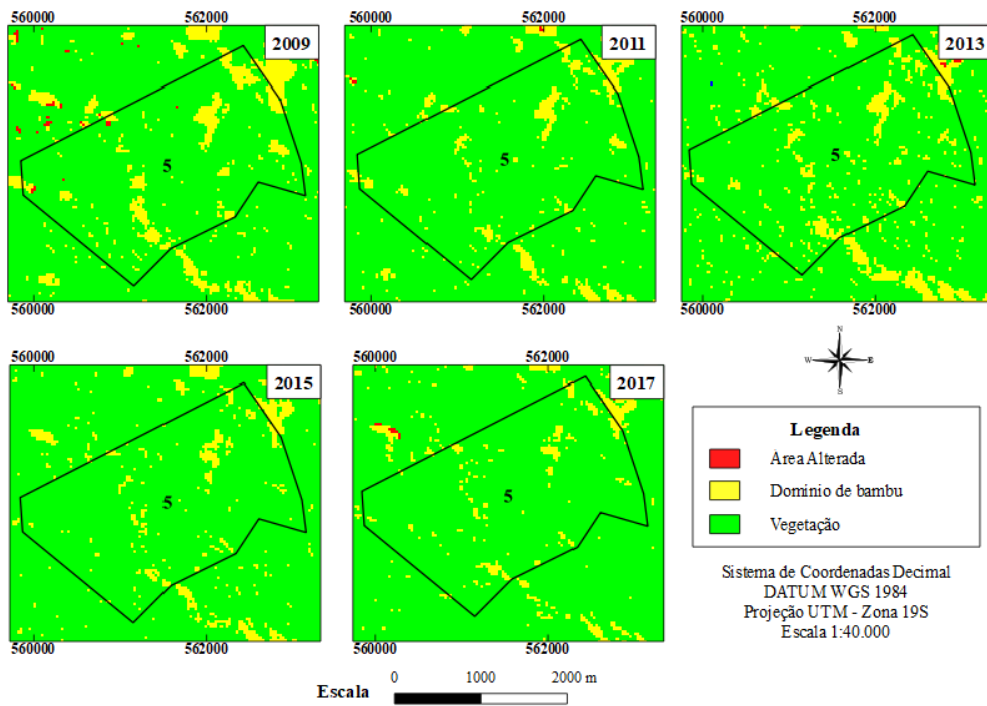 560000 562000
2009
5
560000 562000
560000 562000
2011
5
560000 562000
560000 562000
2013
5
560000 562000
560000 562000
2015
5
560000 562000
560000 562000
2017
5
560000 562000
N
W E
S
Legenda
Area Alterada
Dominio de bambu
Vegetação
Sistema de Coordenadas Decimal
DATUM WGS 1984
Projeção UTM - Zona 19S
Escala 1:40.000
Escala 0 1000 2000 m